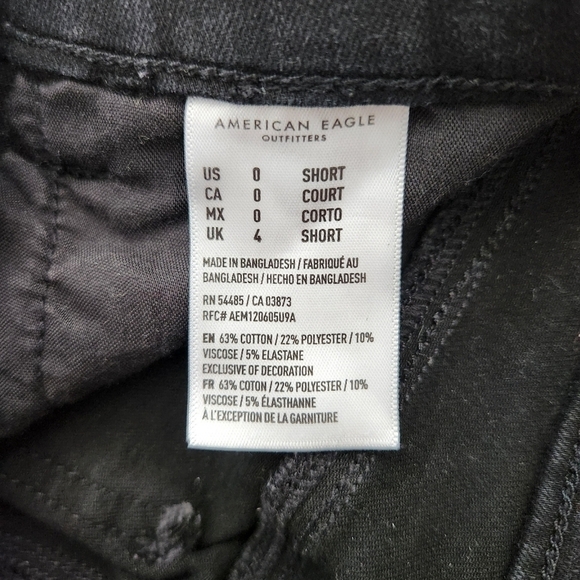 AMERICAN EAGLE
OUTFITTERS
US 0 SHORT
CA 0 COURT
MX 0 CORTO
UK 4 SHORT
MADE IN BANGLADESH / FABRIQUÉ AU
BANGLADESH / HECHO EN BANGLADESH
RN 54485 / CA 03873
RFC# AEM120605U9A
EN 63% COTTON / 22% POLYESTER / 10%
VISCOSE / 5% ELASTANE
EXCLUSIVE OF DECORATION
FR 63% COTON / 22% POLYESTER / 10%
VISCOSE / 5% ÉLASTHANNE
À L'EXCEPTION DE LA GARNITURE